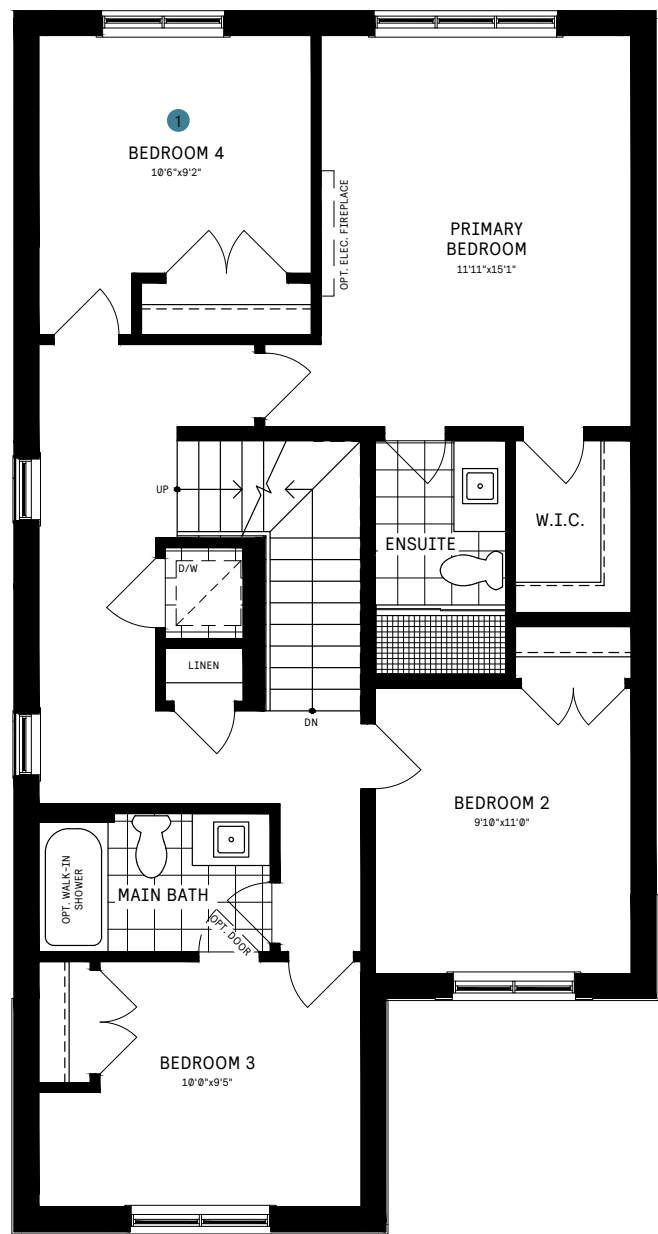 1
BEDROOM 4
10'6"x9'2"
OPT. ELEC. FIREPLACE
PRIMARY
BEDROOM
11'11"x15'1"
UP
ENSUITE
W.I.C.
D/W
LINEN
DN
BEDROOM 2
9'10"x11'0"
OPT. WALK-IN
SHOWER
MAIN BATH
OPT. DOOR
BEDROOM 3
10'0"x9'5"